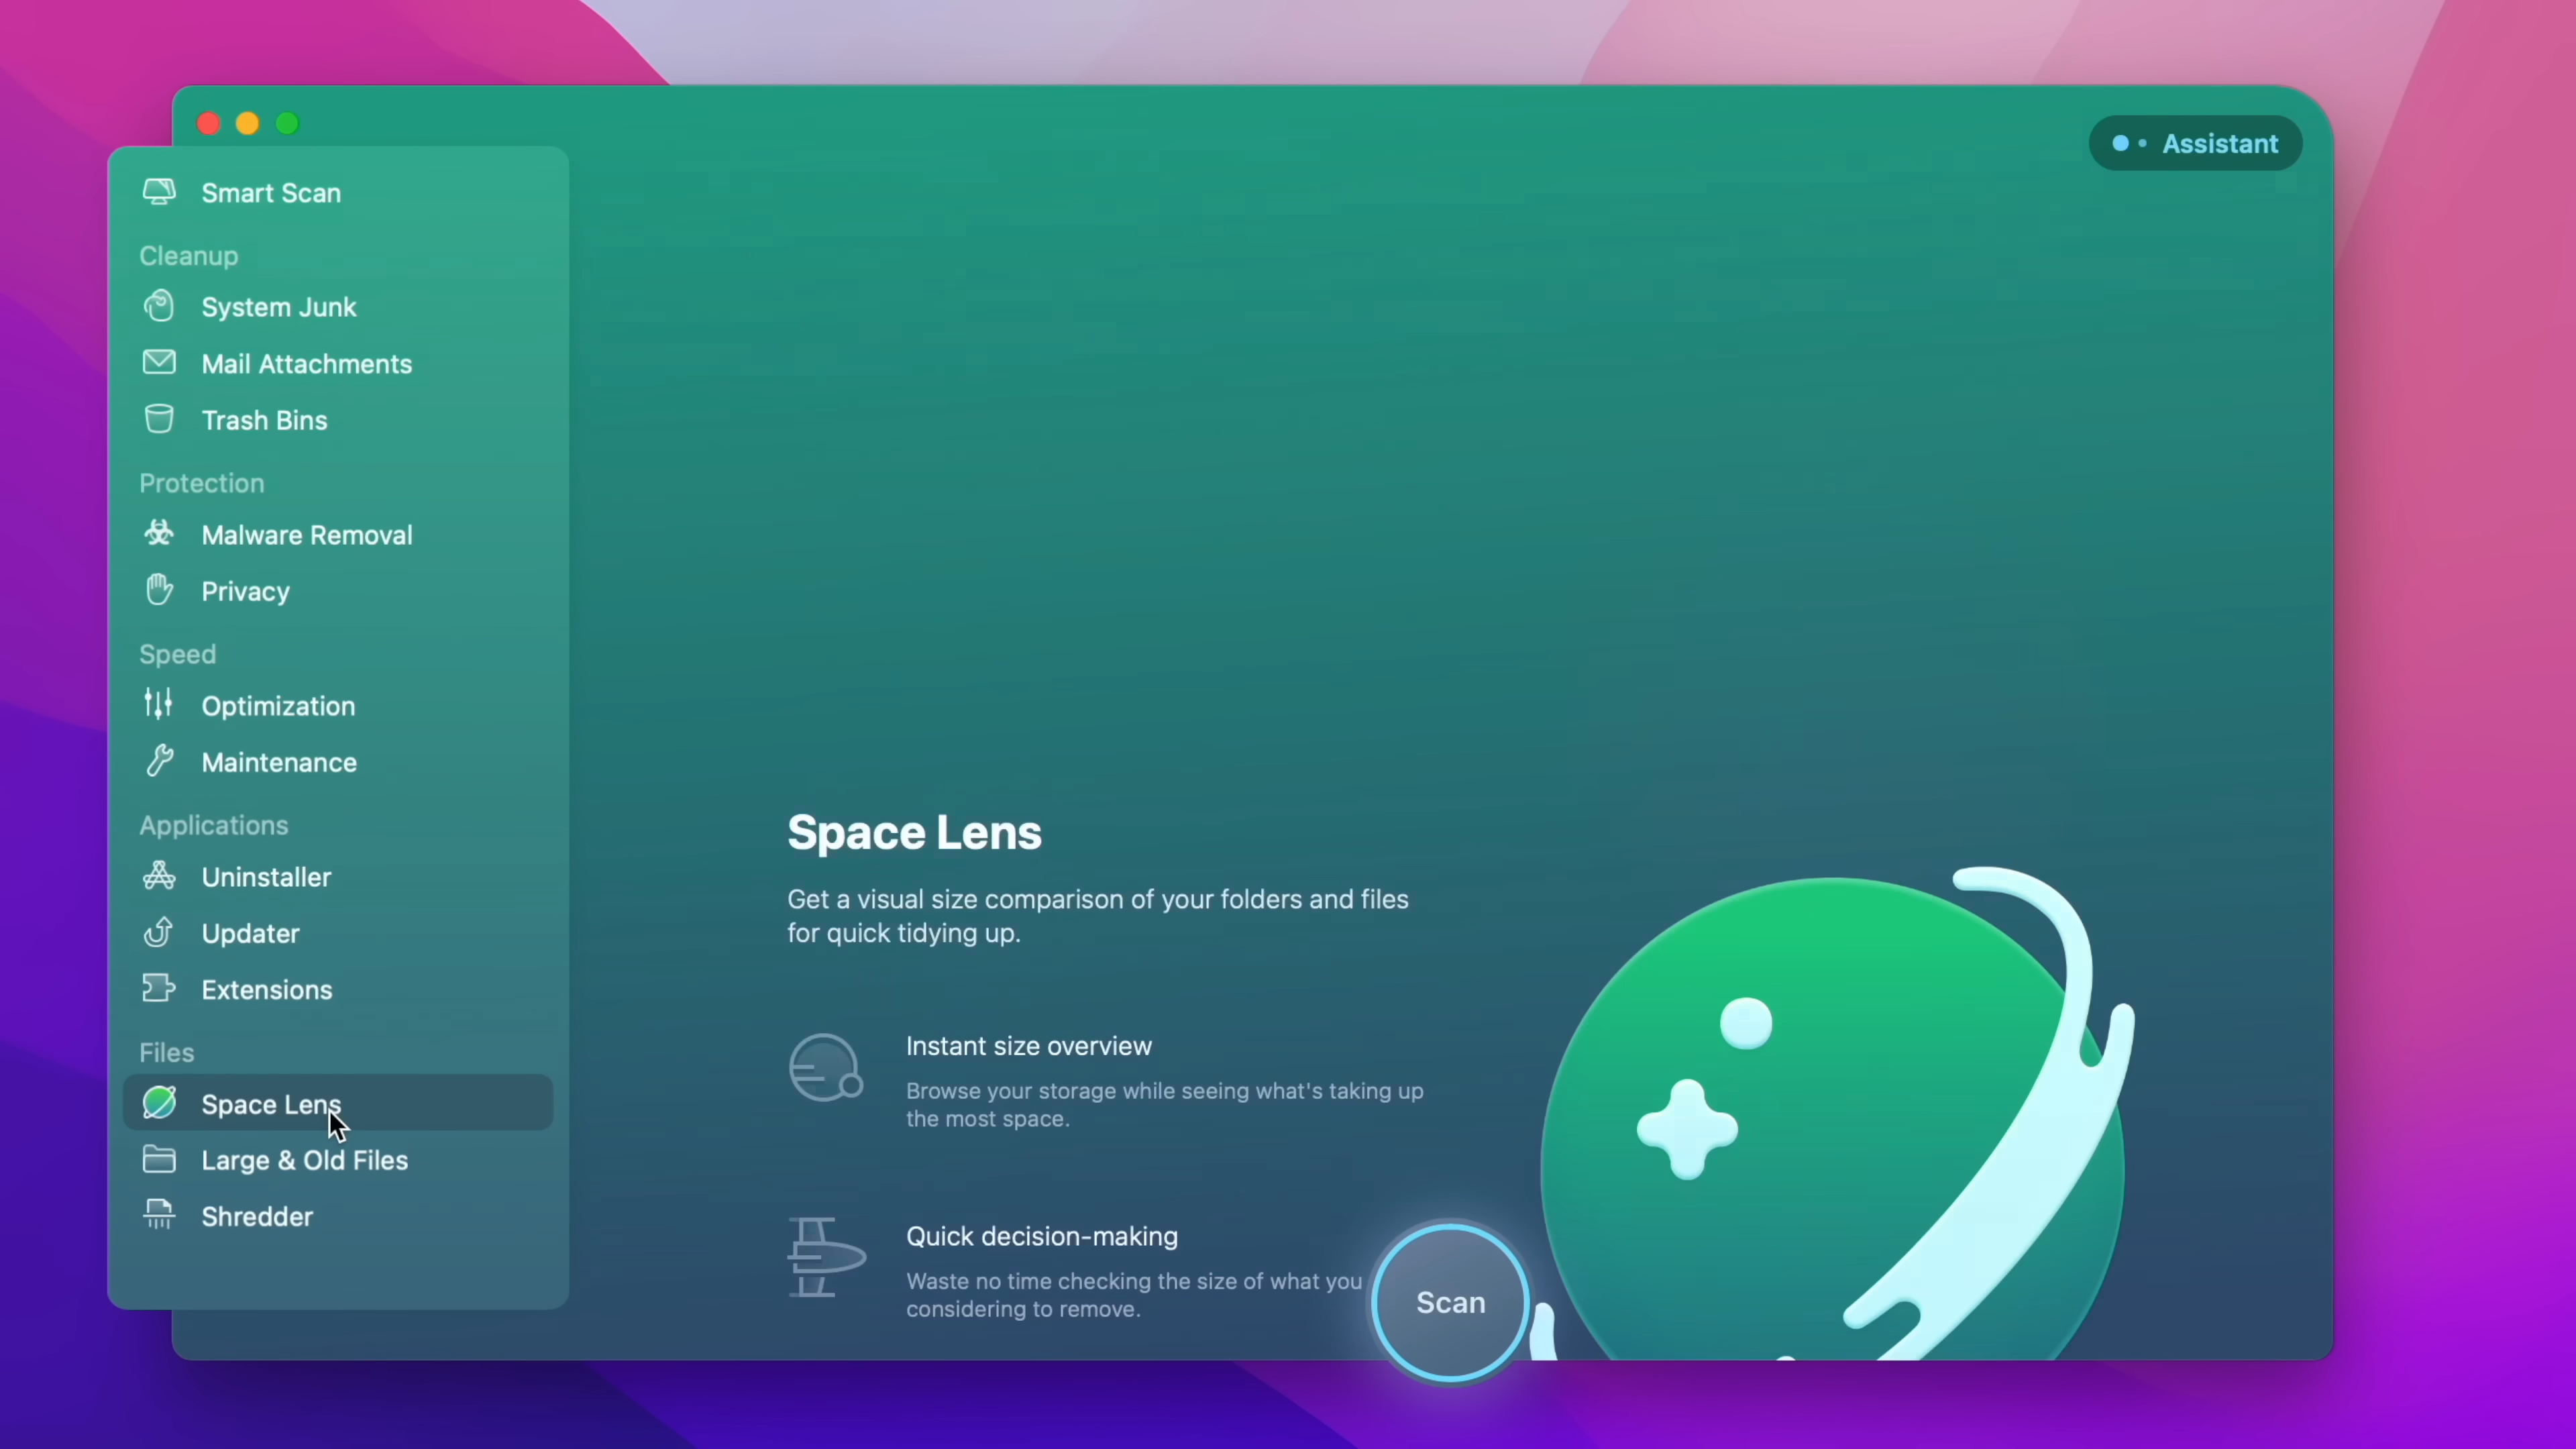 Assistant
Smart Scan
Cleanup
System Junk
Mail Attachments
Trash Bins
Protection
Malware Removal
Privacy
Speed
Optimization
Maintenance
Applications
Uninstaller
Updater
Extensions
Files
Space Lens
Large & Old Files
Shredder
Space Lens
Get a visual size comparison of your folders and files
for quick tidying up.
Instant size overview
Browse your storage while seeing what's taking up
the most space.
Quick decision-making
Waste no time checking the size of what you
considering to remove.
Scan